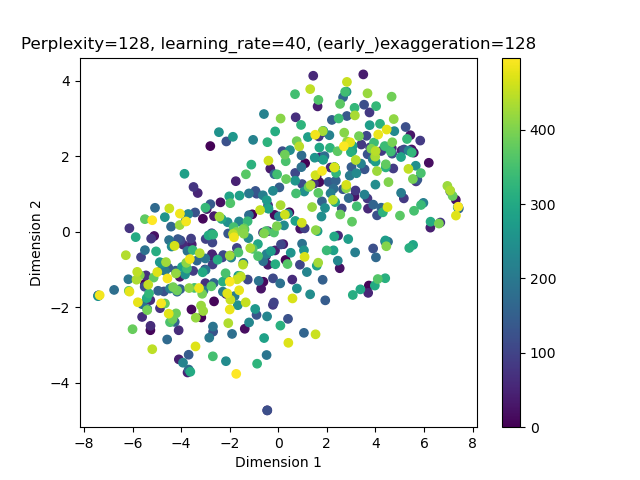 Perplexity=128, learning_rate=40, (early_)exaggeration=128
4
2
0
−2
−4
Dimension 2
−8 −6 −4 −2 0 2 4 6 8
Dimension 1
400
300
200
100
0